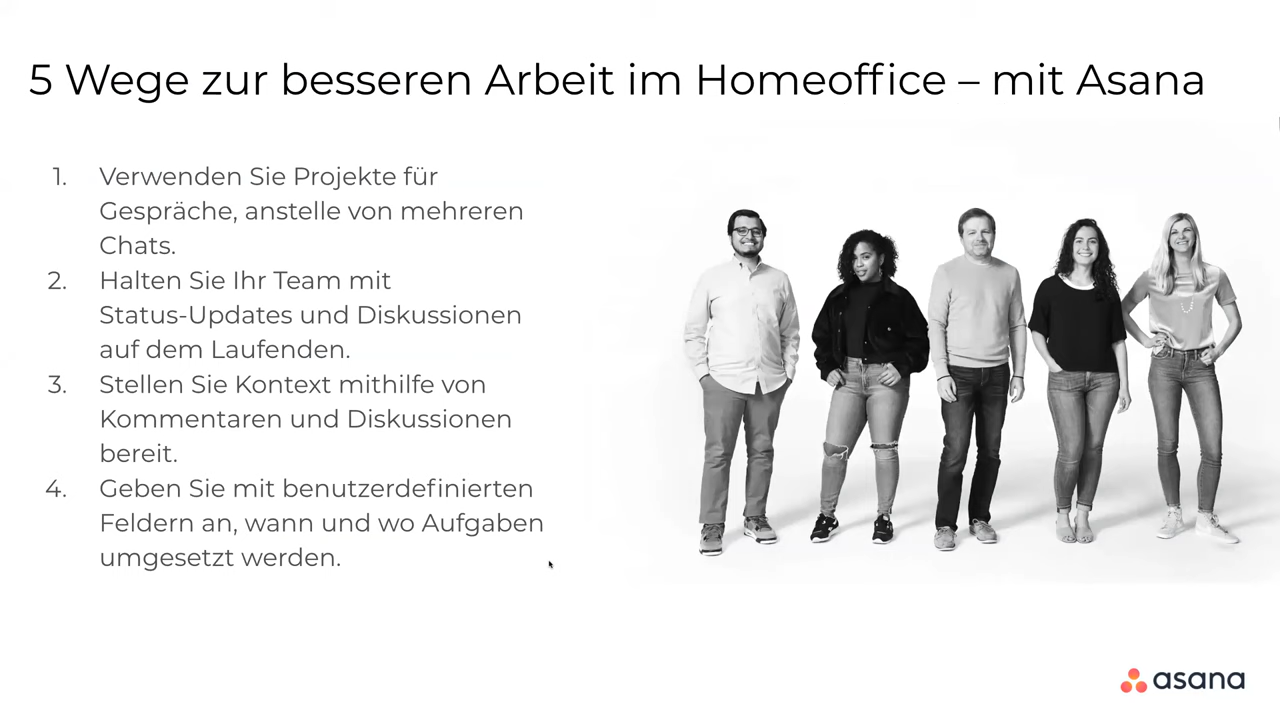 5 Wege zur besseren Arbeit im Homeoffice – mit Asana
1. Verwenden Sie Projekte für
Gespräche, anstelle von mehreren
Chats.
2. Halten Sie Ihr Team mit
Status-Updates und Diskussionen
auf dem Laufenden.
3. Stellen Sie Kontext mithilfe von
Kommentaren und Diskussionen
bereit.
4. Geben Sie mit benutzerdefinierten
Feldern an, wann und wo Aufgaben
umgesetzt werden.
asana